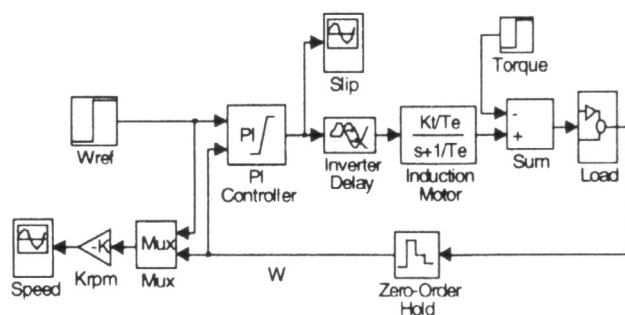 Slip
Torque
Wref
PI
PI
Controller
Inverter
Delay
Kt/Te
s+1/Te
Induction
Motor
-
+
Sum
Load
Speed
-K
Krpm
Mux
Mux
W
Zero-Order
Hold